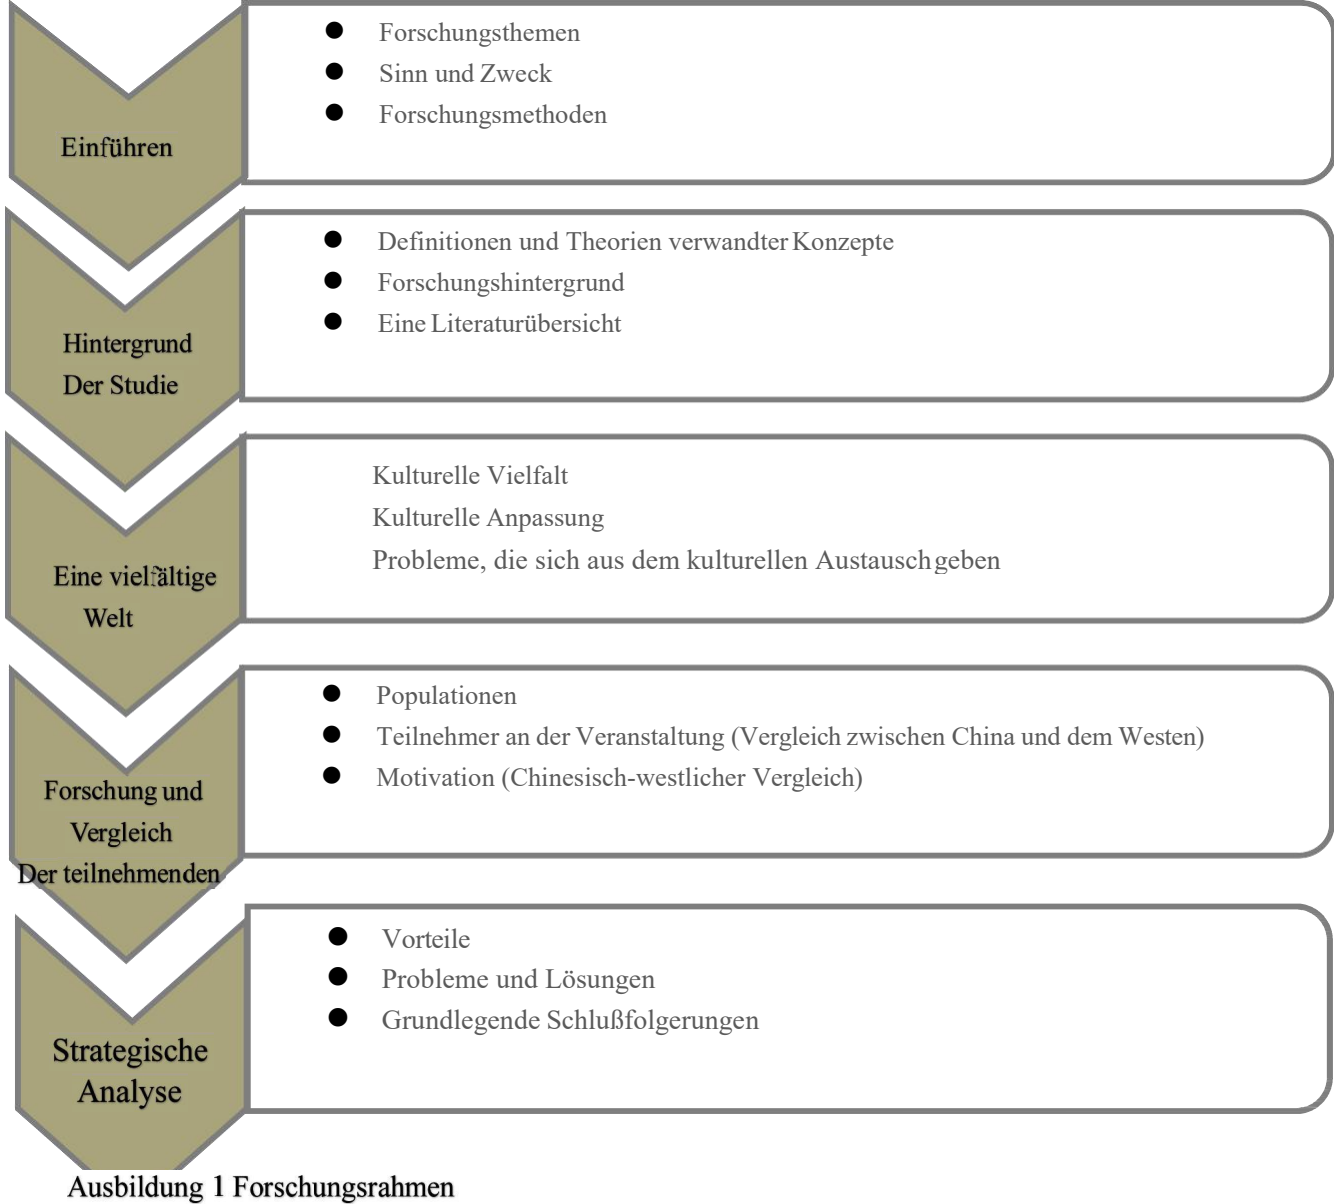 Einführen
● Forschungsthemen
● Sinn und Zweck
● Forschungsmethoden
Hintergrund
Der Studie
● Definitionen und Theorien verwandter Konzepte
● Forschungshintergrund
● Eine Literaturübersicht
Eine vielfältige
Welt
Kulturelle Vielfalt
Kulturelle Anpassung
Probleme, die sich aus dem kulturellen Austausch geben
Forschung und
Vergleich
Der teilnehmenden
● Populationen
● Teilnehmer an der Veranstaltung (Vergleich zwischen China und dem Westen)
● Motivation (Chinesisch-westlicher Vergleich)
Strategische
Analyse
● Vorteile
● Probleme und Lösungen
● Grundlegende Schlußfolgerungen
Ausbildung 1 Forschungsrahmen